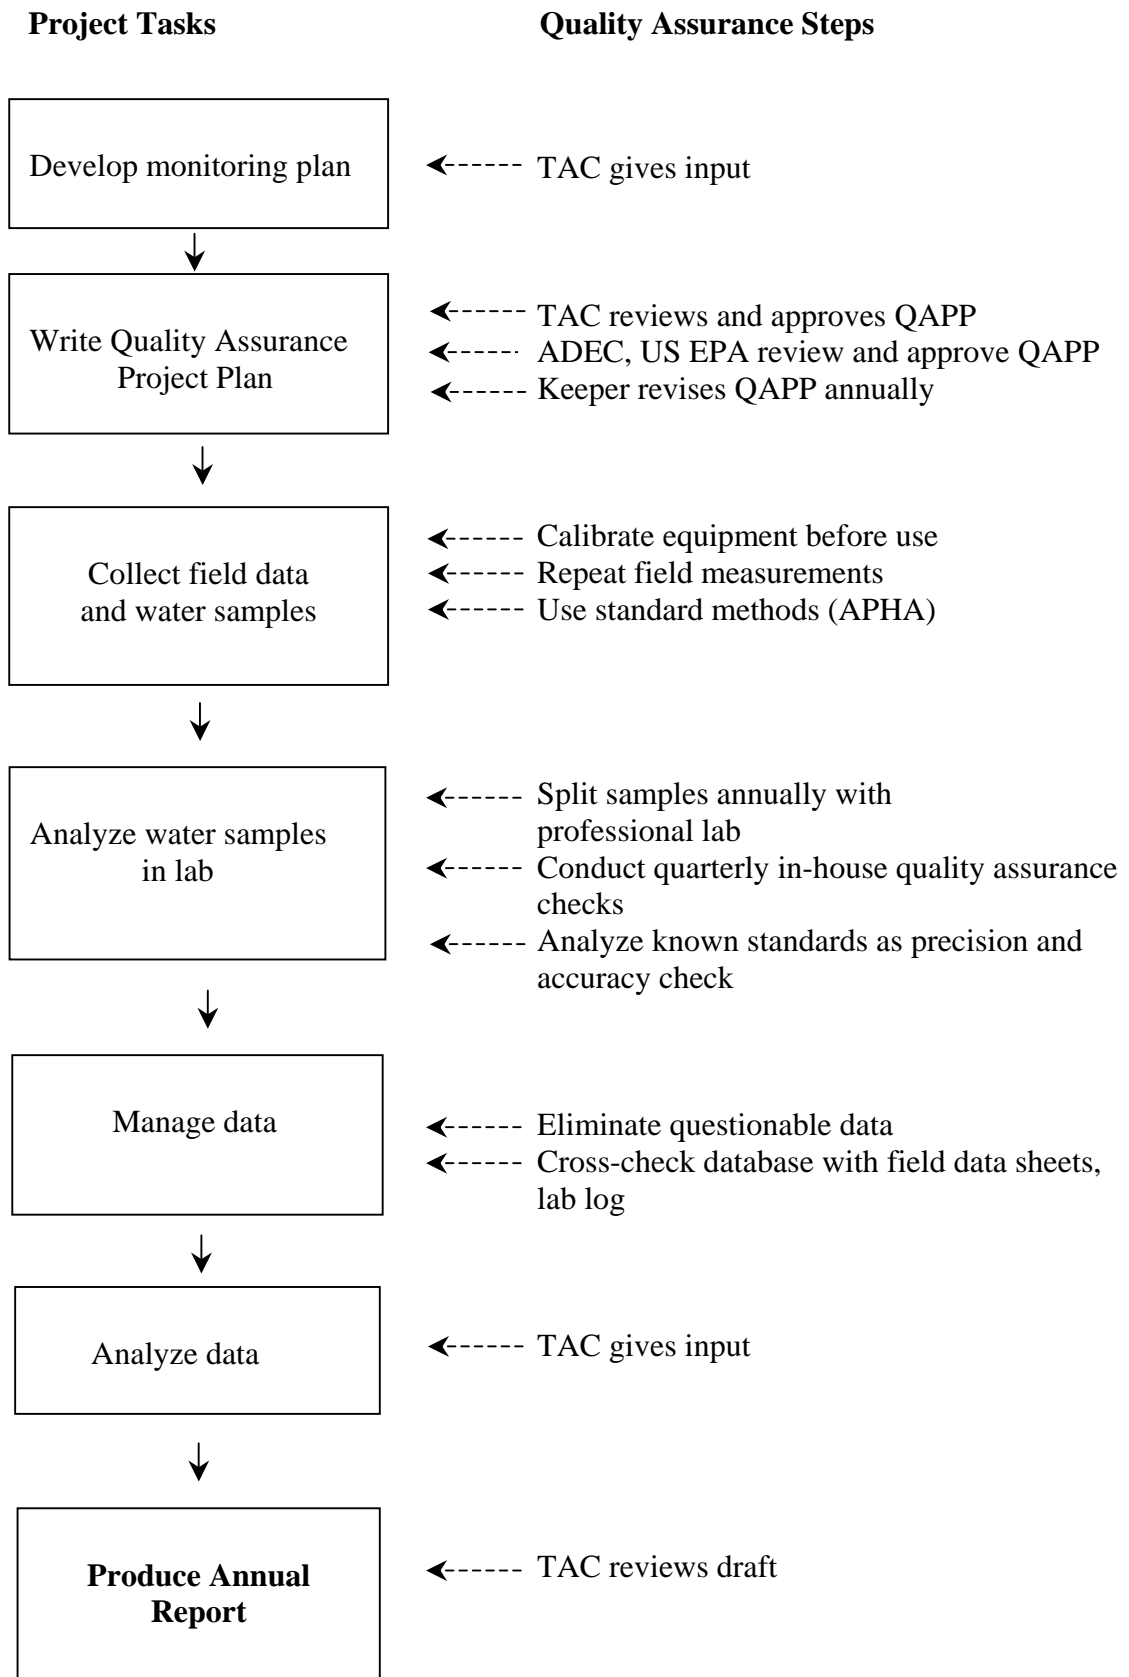 Project Tasks
Quality Assurance Steps
Develop monitoring plan
TAC gives input
Write Quality Assurance
Project Plan
TAC reviews and approves QAPP
ADEC, US EPA review and approve QAPP
Keeper revises QAPP annually
Collect field data
and water samples
Calibrate equipment before use
Repeat field measurements
Use standard methods (APHA)
Analyze water samples
in lab
Split samples annually with
professional lab
Conduct quarterly in-house quality assurance
checks
Analyze known standards as precision and
accuracy check
Manage data
Eliminate questionable data
Cross-check database with field data sheets,
lab log
Analyze data
TAC gives input
Produce Annual
Report
TAC reviews draft